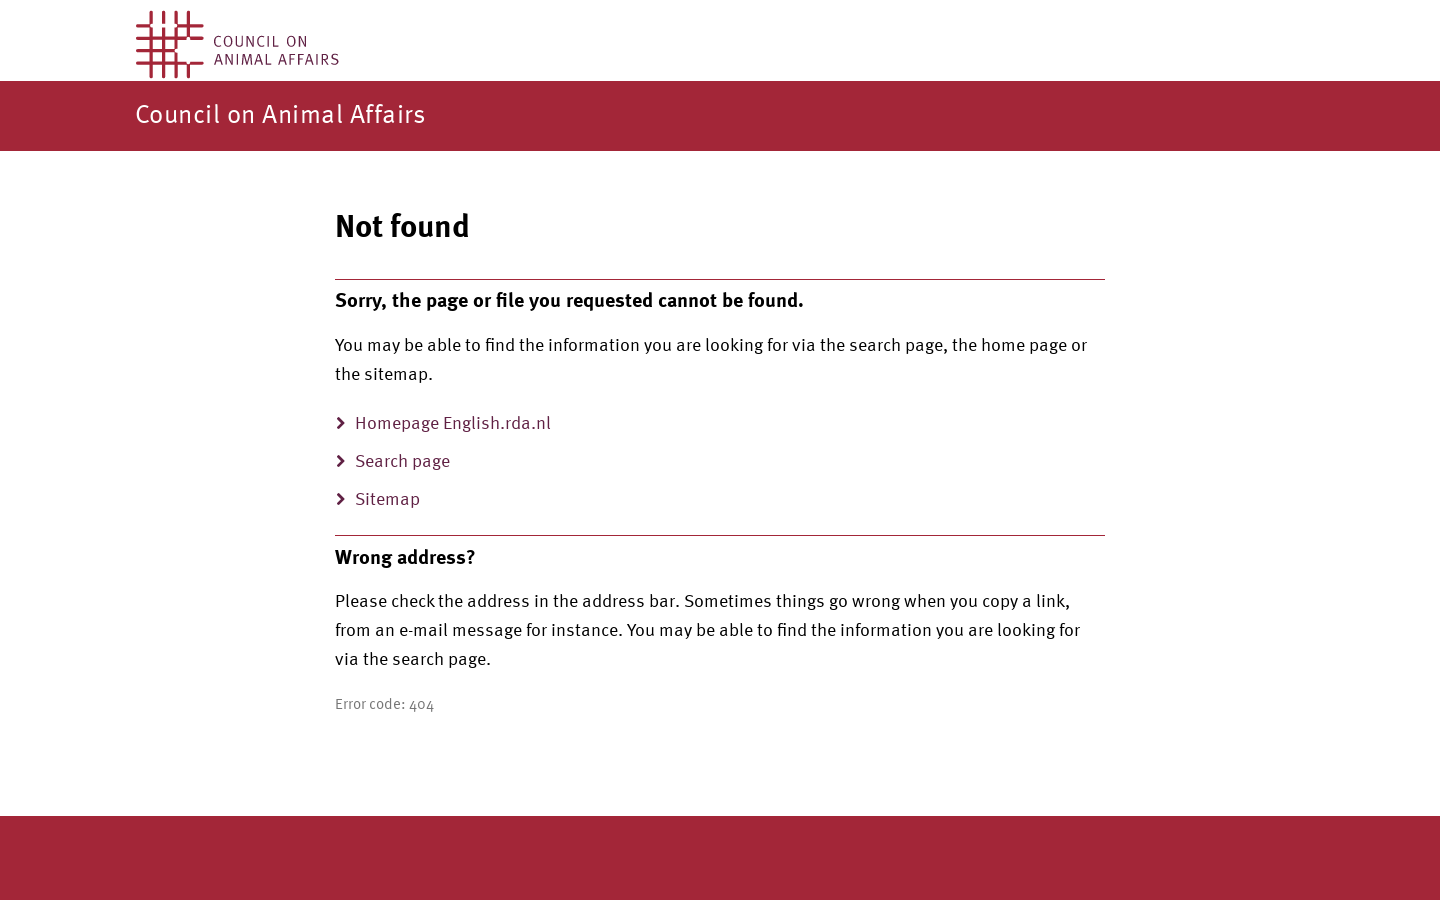 COUNCIL ON
ANIMAL AFFAIRS
Council on Animal Affairs
Not found
Sorry, the page or file you requested cannot be found.
You may be able to find the information you are looking for via the search page, the home page or
the sitemap.
Homepage English.rda.nl
Search page
Sitemap
Wrong address?
Please check the address in the address bar. Sometimes things go wrong when you copy a link,
from an e-mail message for instance. You may be able to find the information you are looking for
via the search page.
Error code: 404